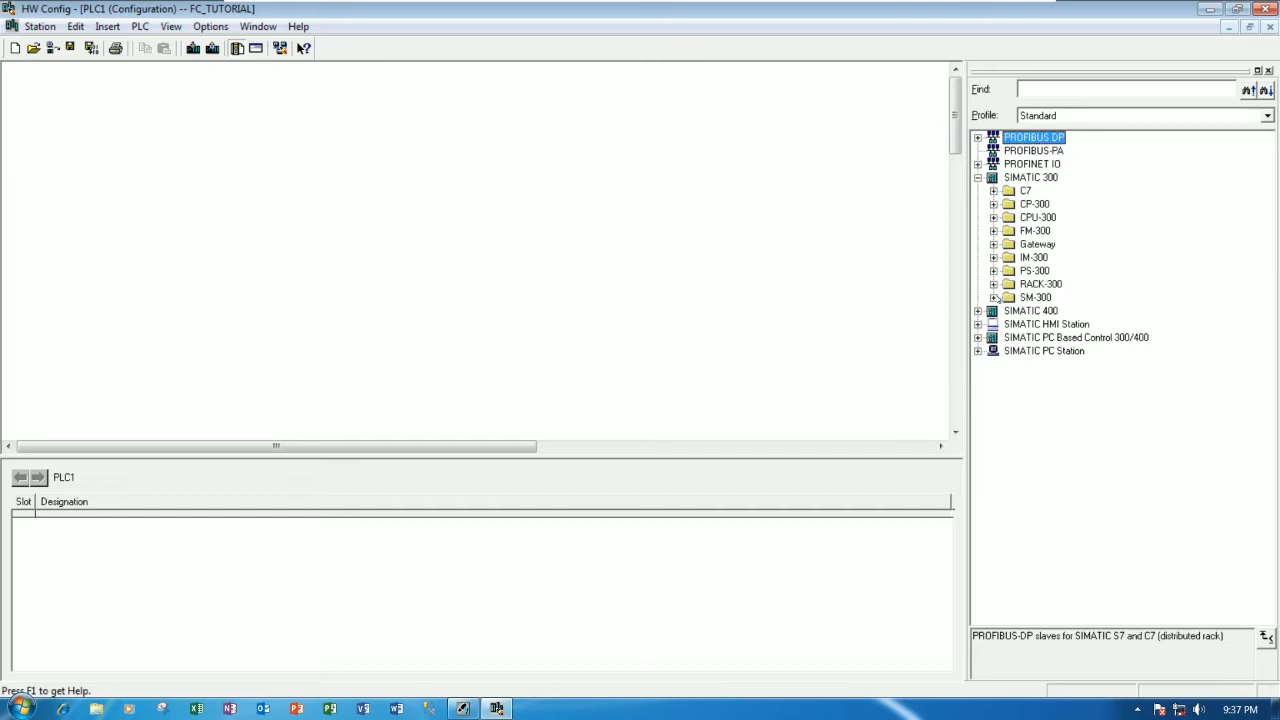 HW Config - [PLC1 (Configuration) -- FC_TUTORIAL]
Station Edit Insert PLC View Options Window Help
Find:
Profile: Standard
PROFIBUS DP
PROFIBUS-PA
PROFINET IO
SIMATIC 300
C7
CP-300
CPU-300
FM-300
Gateway
IM-300
PS-300
RACK-300
SM-300
SIMATIC 400
SIMATIC HMI Station
SIMATIC PC Based Control 300/400
SIMATIC PC Station
PLC1
Slot Designation
PROFIBUS-DP slaves for SIMATIC S7 and C7 (distributed rack)
Press F1 to get Help.
9:37 PM